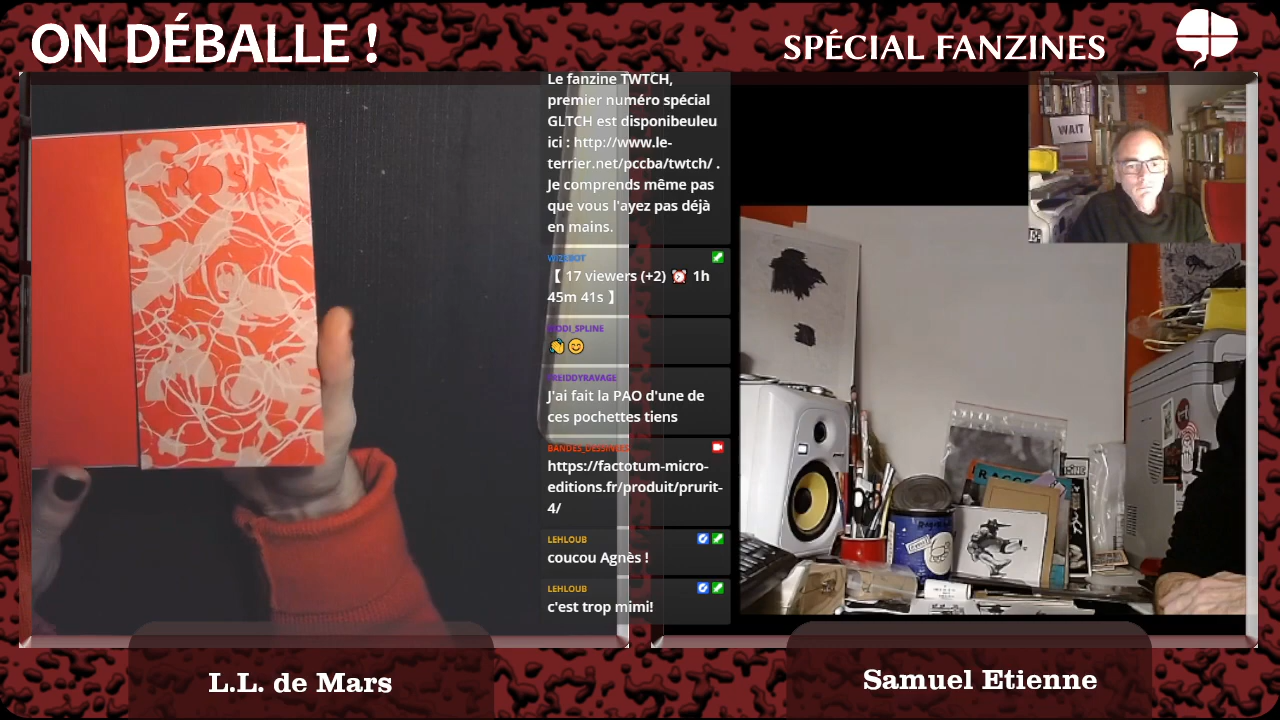 ON DÉBALLE !
SPÉCIAL FANZINES
ROSA
Le fanzine TWTCH,
premier numéro spécial
GLTCH est disponibeuleu
ici : http://www.le-
terrier.net/pccba/twtch/ .
Je comprends même pas
que vous l'ayez pas déjà
en mains.
WIZEBOT
【 17 viewers (+2) ⏰ 1h
45m 41s 】
👏😊
J'ai fait la PAO d'une de
ces pochettes tiens
https://factotum-micro-
editions.fr/produit/prurit-
4/
LEHLOUB
coucou Agnès !
LEHLOUB
c'est trop mimi!
WAIT
L.L. de Mars
Samuel Etienne